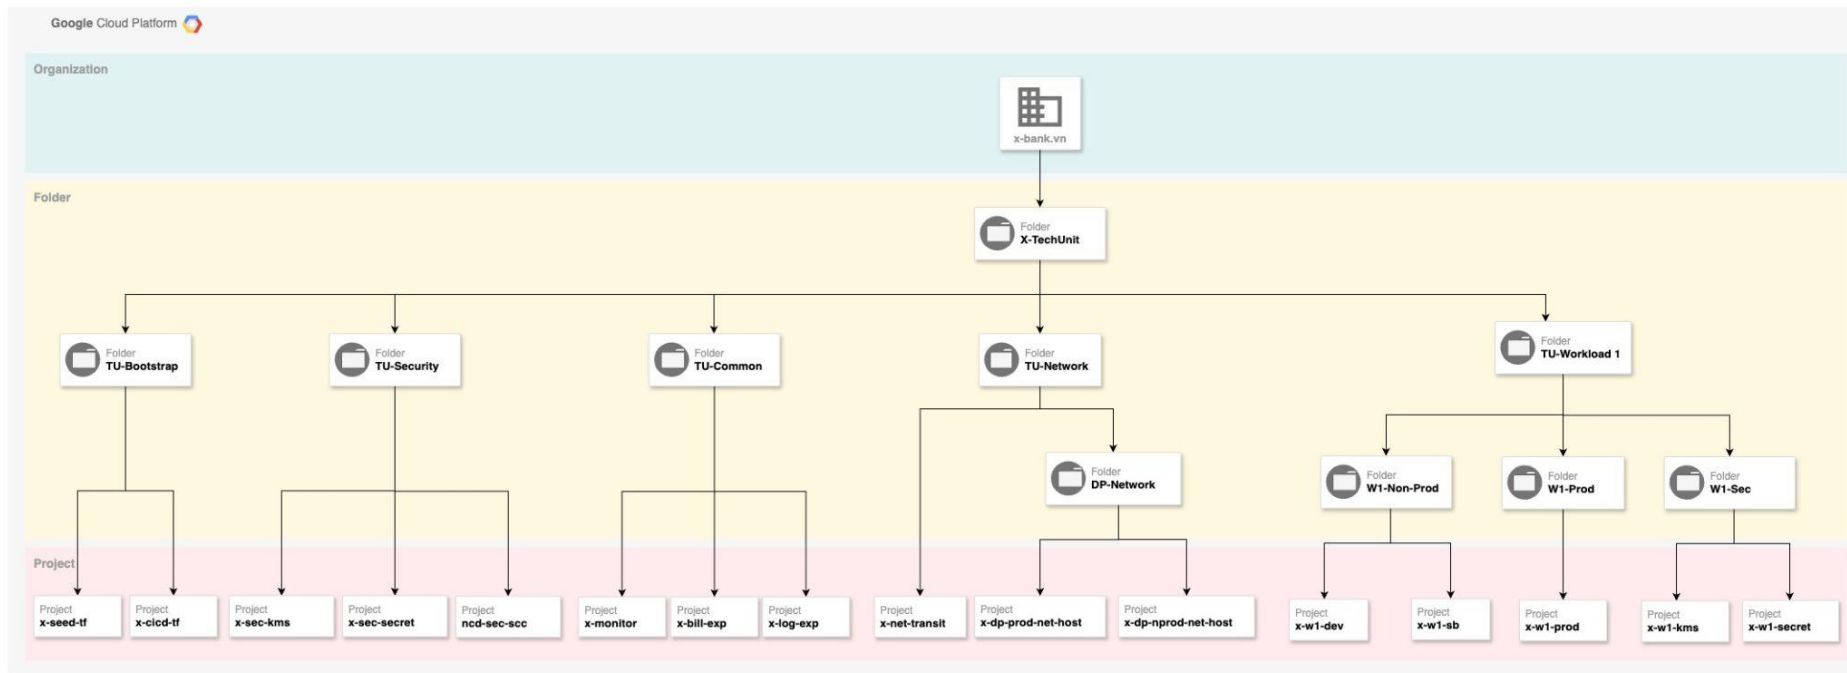 Google Cloud Platform
Organization
x-bank.vn
Folder
Folder
X-TechUnit
Folder
TU-Bootstrap
Folder
TU-Security
Folder
TU-Common
Folder
TU-Network
Folder
TU-Workload 1
Folder
DP-Network
Folder
W1-Non-Prod
Folder
W1-Prod
Folder
W1-Sec
Project
Project
x-seed-tf
Project
x-cicd-tf
Project
x-sec-kms
Project
x-sec-secret
Project
ncd-sec-scc
Project
x-monitor
Project
x-bill-exp
Project
x-log-exp
Project
x-net-transit
Project
x-dp-prod-net-host
Project
x-dp-nprod-net-host
Project
x-w1-dev
Project
x-w1-sb
Project
x-w1-prod
Project
x-w1-kms
Project
x-w1-secret